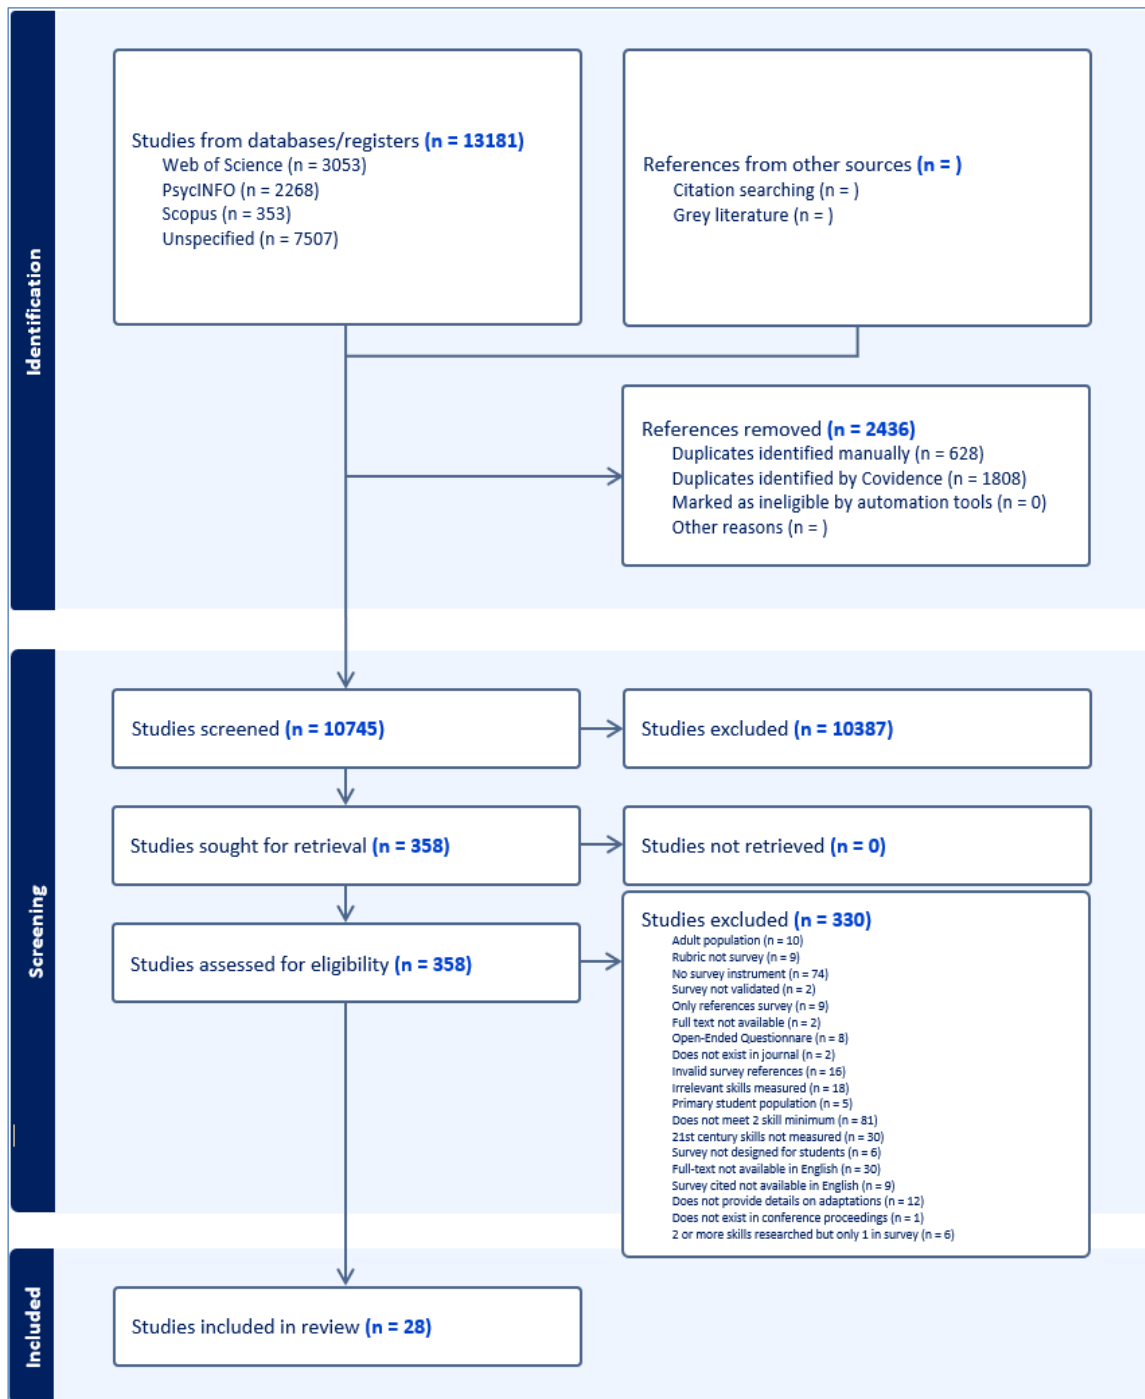 Identification
Studies from databases/registers (n = 13181)
Web of Science (n = 3053)
PsycINFO (n = 2268)
Scopus (n = 353)
Unspecified (n = 7507)
References from other sources (n = )
Citation searching (n = )
Grey literature (n = )
References removed (n = 2436)
Duplicates identified manually (n = 628)
Duplicates identified by Covidence (n = 1808)
Marked as ineligible by automation tools (n = 0)
Other reasons (n = )
Screening
Studies screened (n = 10745)
Studies excluded (n = 10387)
Studies sought for retrieval (n = 358)
Studies not retrieved (n = 0)
Studies assessed for eligibility (n = 358)
Studies excluded (n = 330)
Adult population (n = 10)
Rubric not survey (n = 9)
No survey instrument (n = 74)
Survey not validated (n = 2)
Only references survey (n = 9)
Full text not available (n = 2)
Open-Ended Questionnare (n = 8)
Does not exist in journal (n = 2)
Invalid survey references (n = 16)
Irrelevant skills measured (n = 18)
Primary student population (n = 5)
Does not meet 2 skill minimum (n = 81)
21st century skills not measured (n = 30)
Survey not designed for students (n = 6)
Full-text not available in English (n = 30)
Survey cited not available in English (n = 9)
Does not provide details on adaptations (n = 12)
Does not exist in conference proceedings (n = 1)
2 or more skills researched but only 1 in survey (n = 6)
Included
Studies included in review (n = 28)